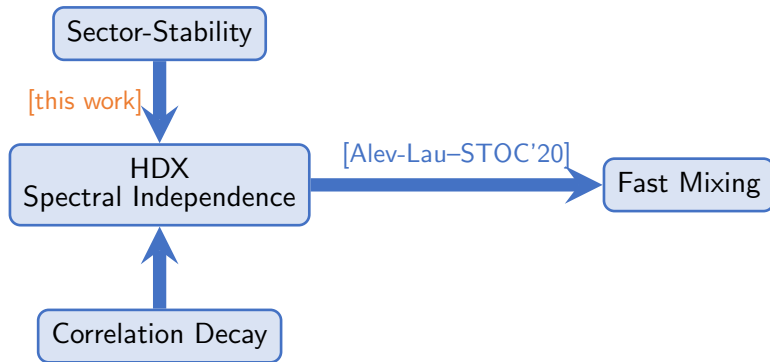 Sector-Stability
[this work]
[Alev-Lau–STOC'20]
HDX
Spectral Independence
Fast Mixing
Correlation Decay